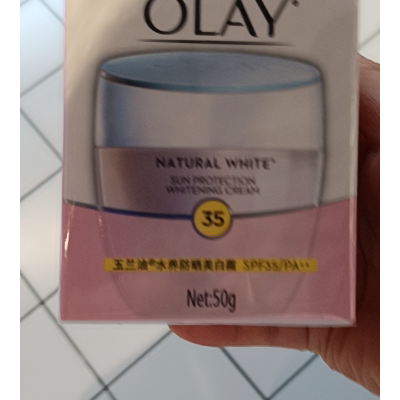 OLAY®
NATURAL WHITE™
SUN PROTECTION
WHITENING CREAM
35
玉兰油®水养防晒美白霜 SPF35/PA++
Net:50g